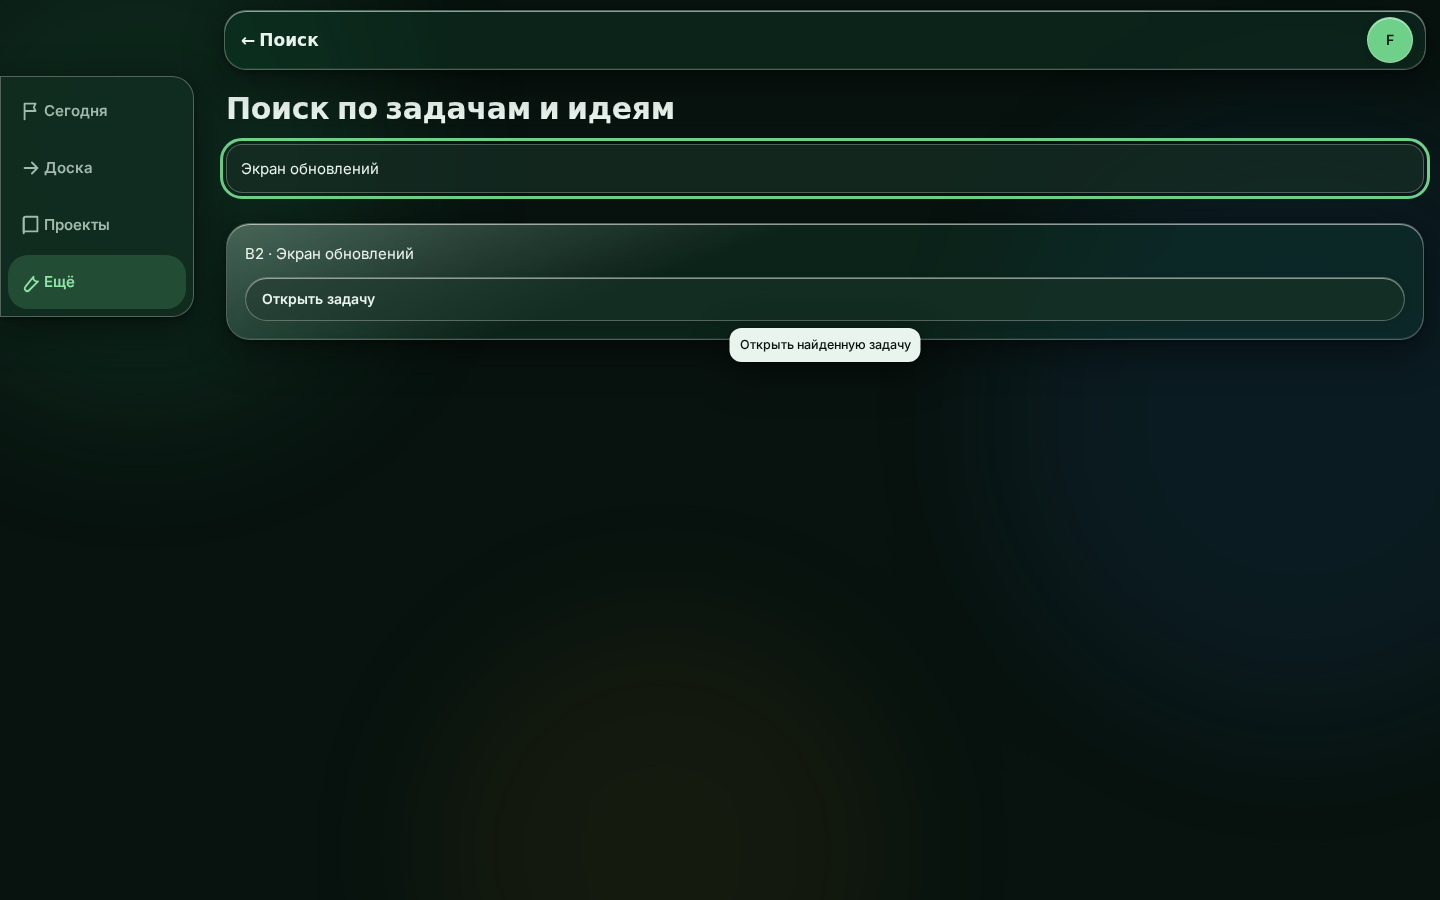 ← Поиск
F
Сегодня
Доска
Проекты
Ещё
Поиск по задачам и идеям
Экран обновлений
B2 · Экран обновлений
Открыть задачу
Открыть найденную задачу